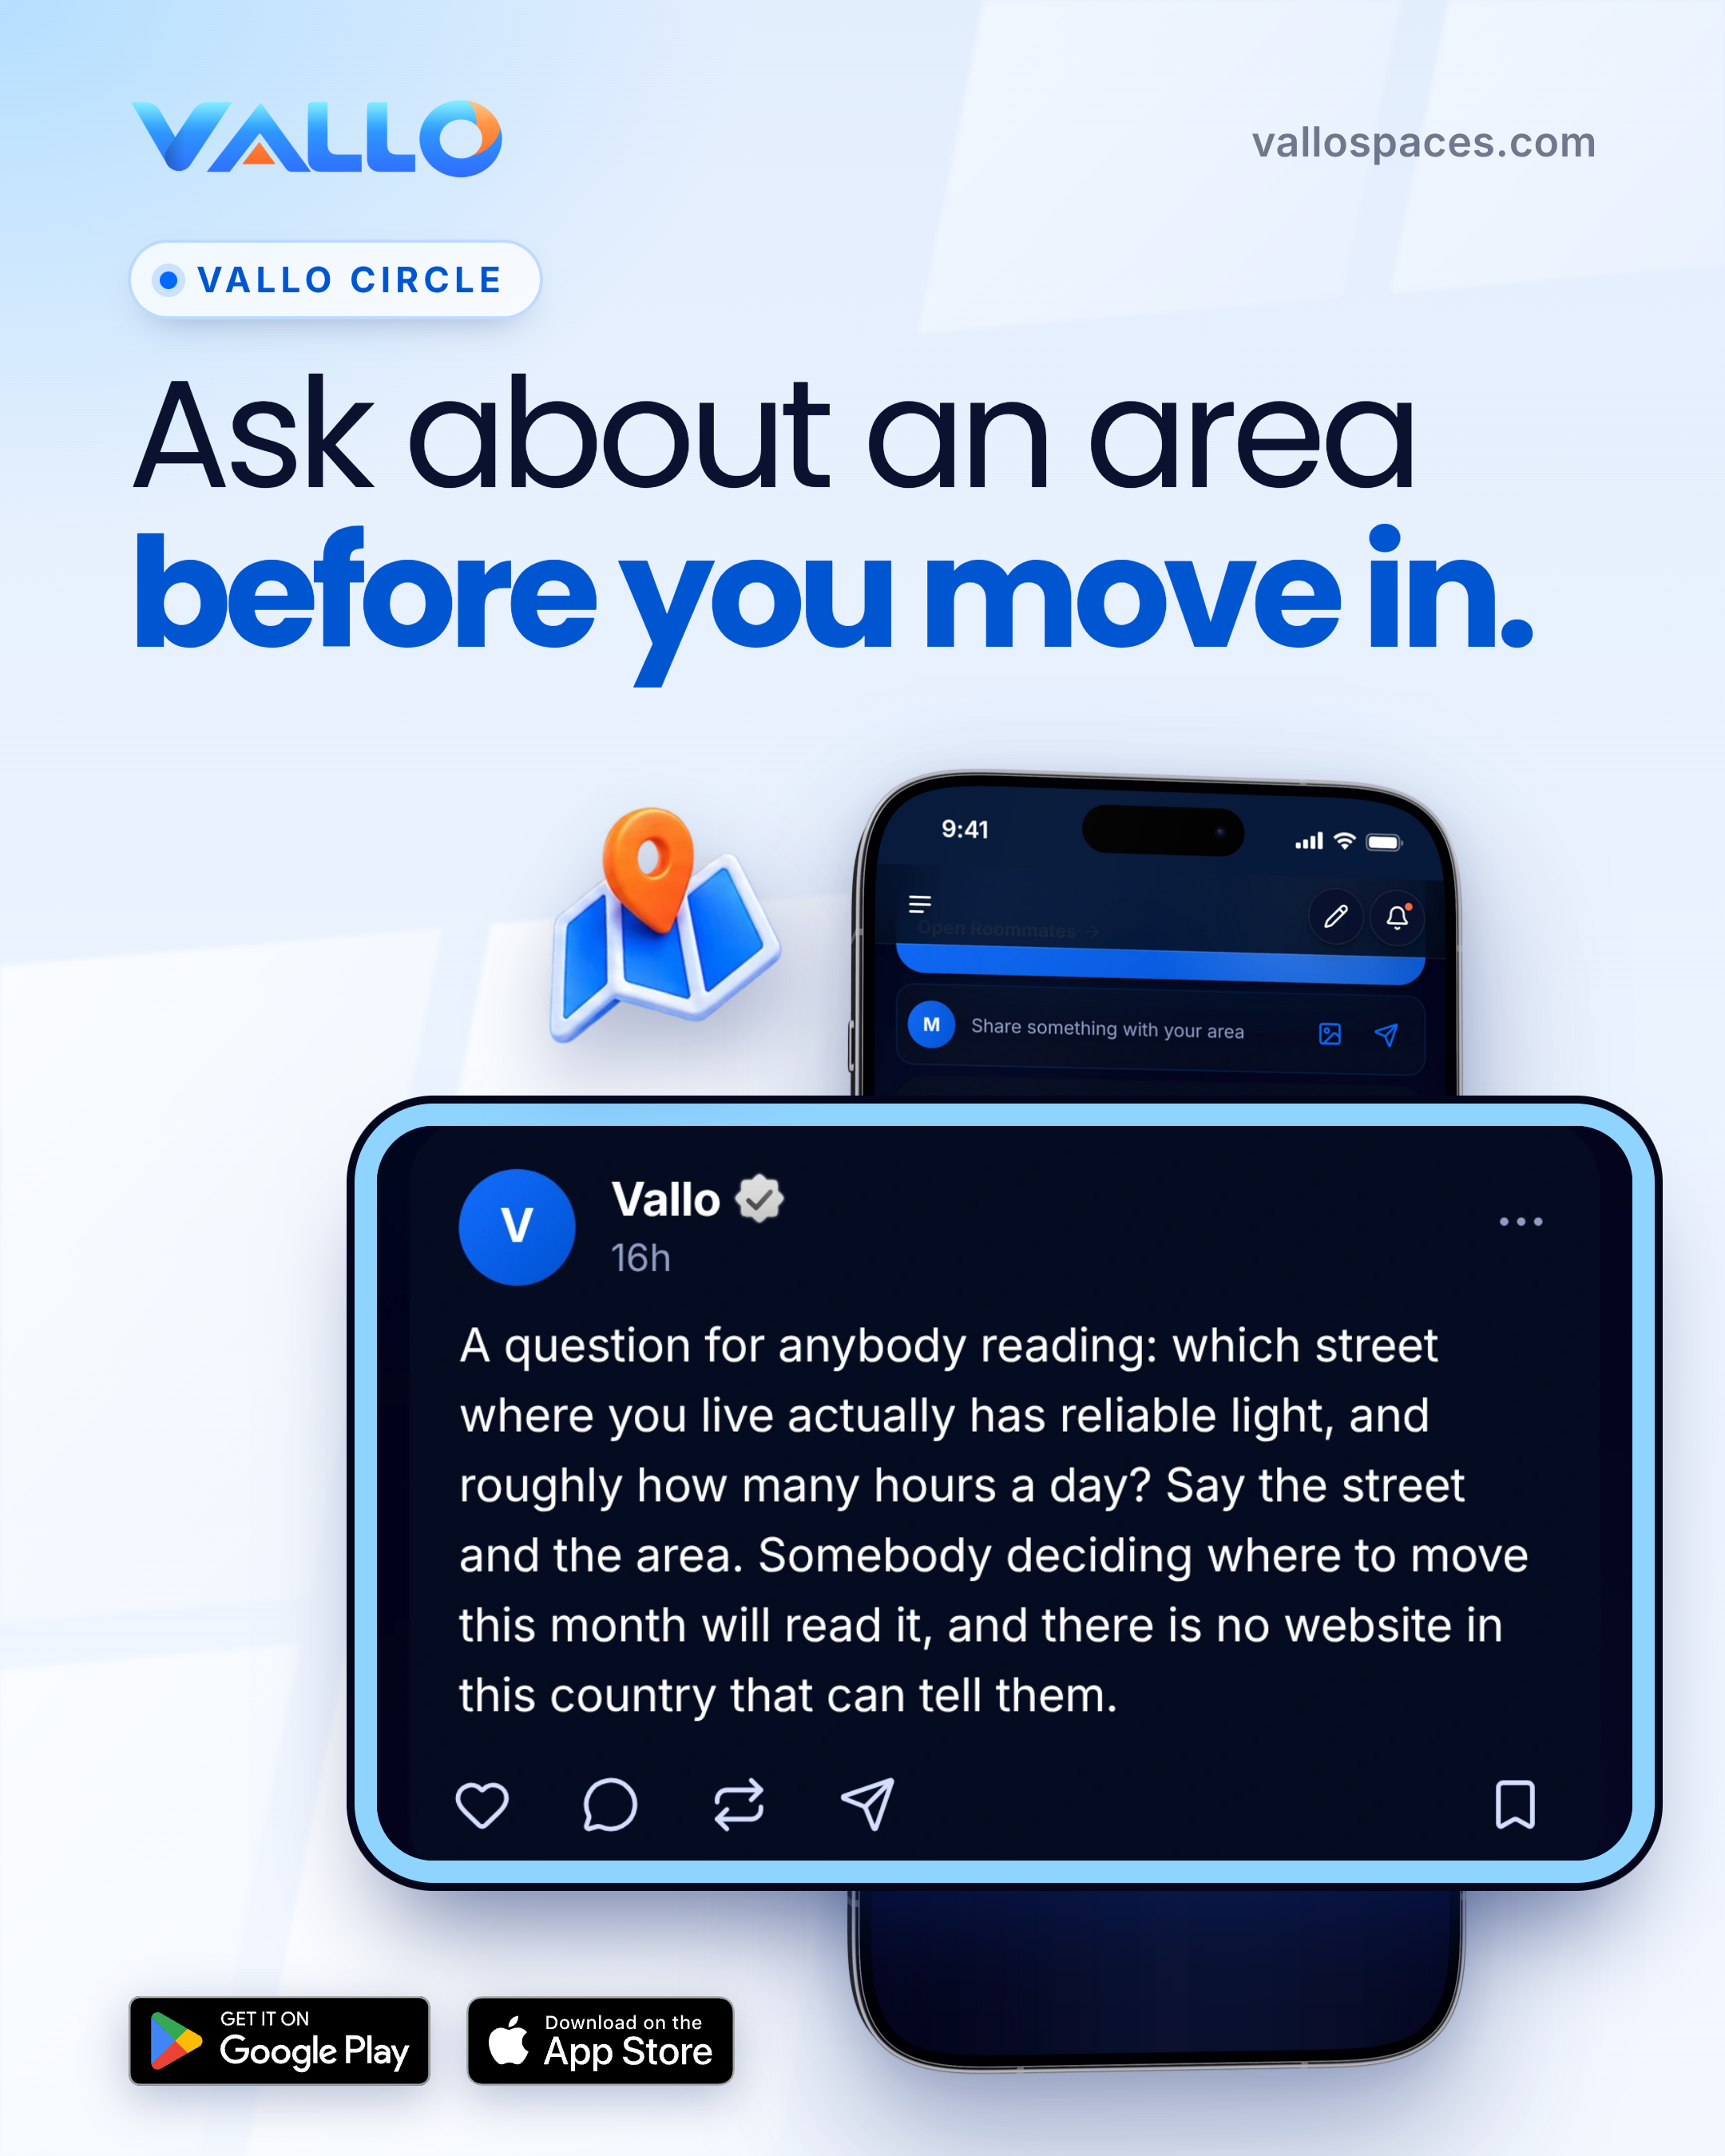 VALLO
vallospaces.com
VALLO CIRCLE
Ask about an area
before you move in.
9:41
Open Roommates →
M
Share something with your area
V
Vallo
16h
A question for anybody reading: which street
where you live actually has reliable light, and
roughly how many hours a day? Say the street
and the area. Somebody deciding where to move
this month will read it, and there is no website in
this country that can tell them.
GET IT ON
Google Play
Download on the
App Store